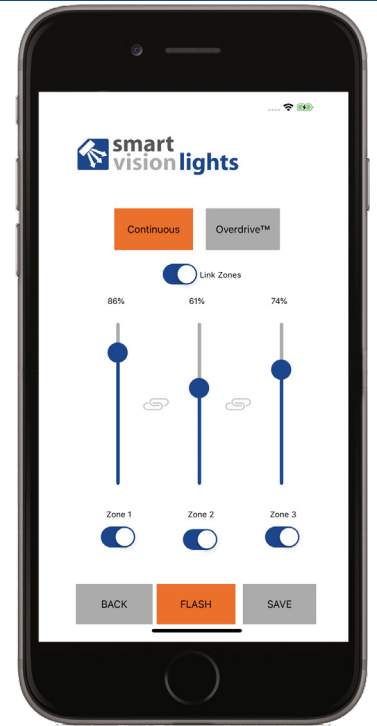 smart
vision lights
Continuous Overdrive™
Link Zones
86% 61% 74%
Zone 1 Zone 2 Zone 3
BACK FLASH SAVE